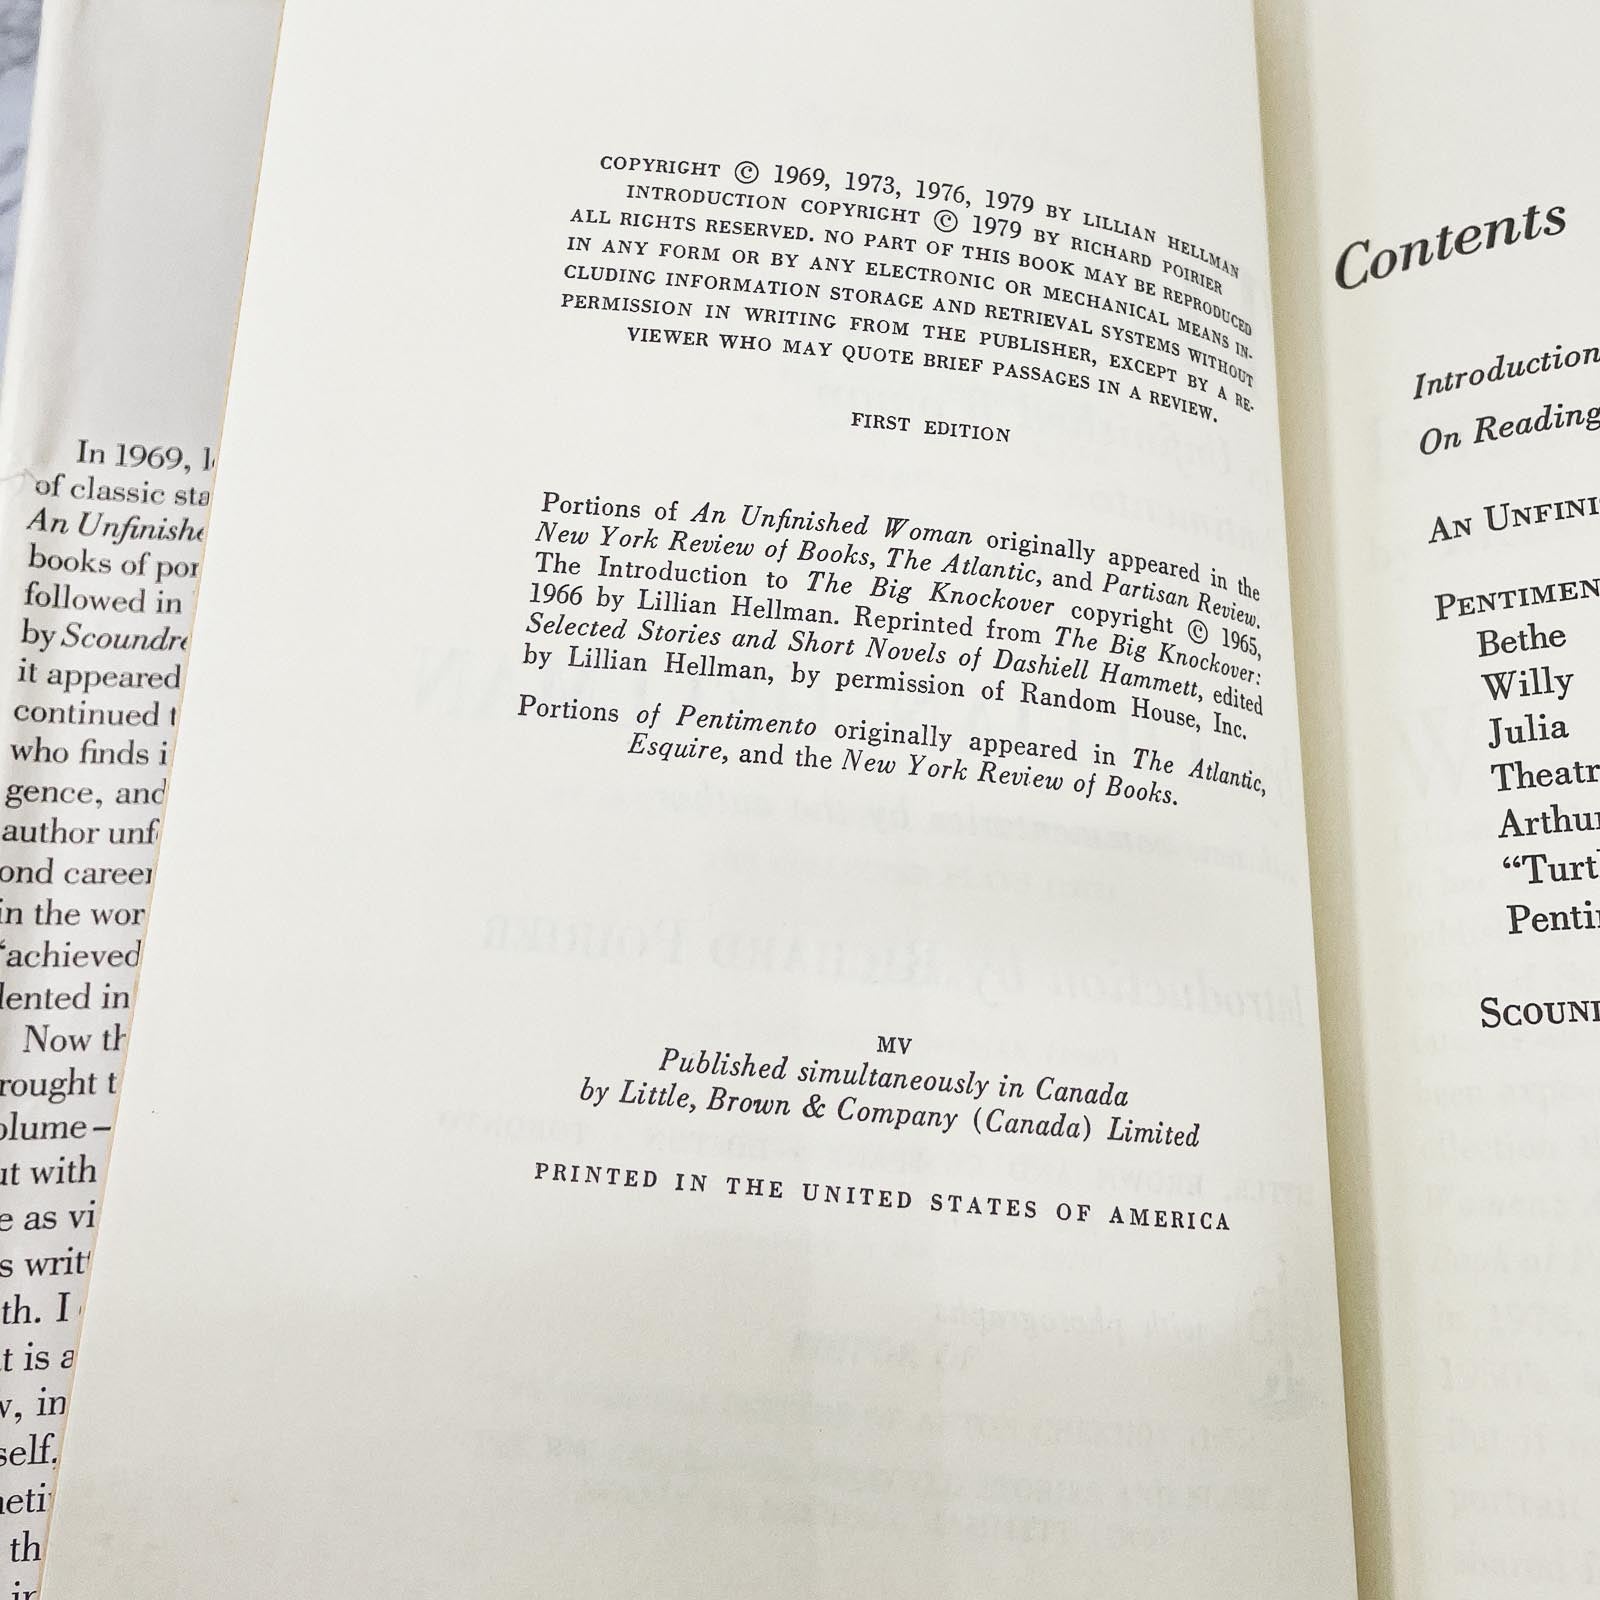 In 1969, l
of classic sta
An Unfinishe
books of por
followed in
by Scoundre
it appeared
continued t
who finds i
gence, and
author unf
ond career
in the wor
"achieved
lented in
Now th
rought t
olume—
ut with
e as vi
s writ
th. I
t is a
w, in
self.
neti
th
COPYRIGHT © 1969, 1973, 1976, 1979 BY LILLIAN HELLMAN
INTRODUCTION COPYRIGHT © 1979 BY RICHARD POIRIER
ALL RIGHTS RESERVED. NO PART OF THIS BOOK MAY BE REPRODUCED
IN ANY FORM OR BY ANY ELECTRONIC OR MECHANICAL MEANS IN-
CLUDING INFORMATION STORAGE AND RETRIEVAL SYSTEMS WITHOUT
PERMISSION IN WRITING FROM THE PUBLISHER, EXCEPT BY A RE-
VIEWER WHO MAY QUOTE BRIEF PASSAGES IN A REVIEW.
FIRST EDITION
Portions of An Unfinished Woman originally appeared in the
New York Review of Books, The Atlantic, and Partisan Review.
The Introduction to The Big Knockover copyright © 1965,
1966 by Lillian Hellman. Reprinted from The Big Knockover:
Selected Stories and Short Novels of Dashiell Hammett, edited
by Lillian Hellman, by permission of Random House, Inc.
Portions of Pentimento originally appeared in The Atlantic,
Esquire, and the New York Review of Books.
MV
Published simultaneously in Canada
by Little, Brown & Company (Canada) Limited
PRINTED IN THE UNITED STATES OF AMERICA
Contents
Introduction
On Reading
AN UNFINI
PENTIMEN
Bethe
Willy
Julia
Theatr
Arthur
"Turt
Penti
SCOUN